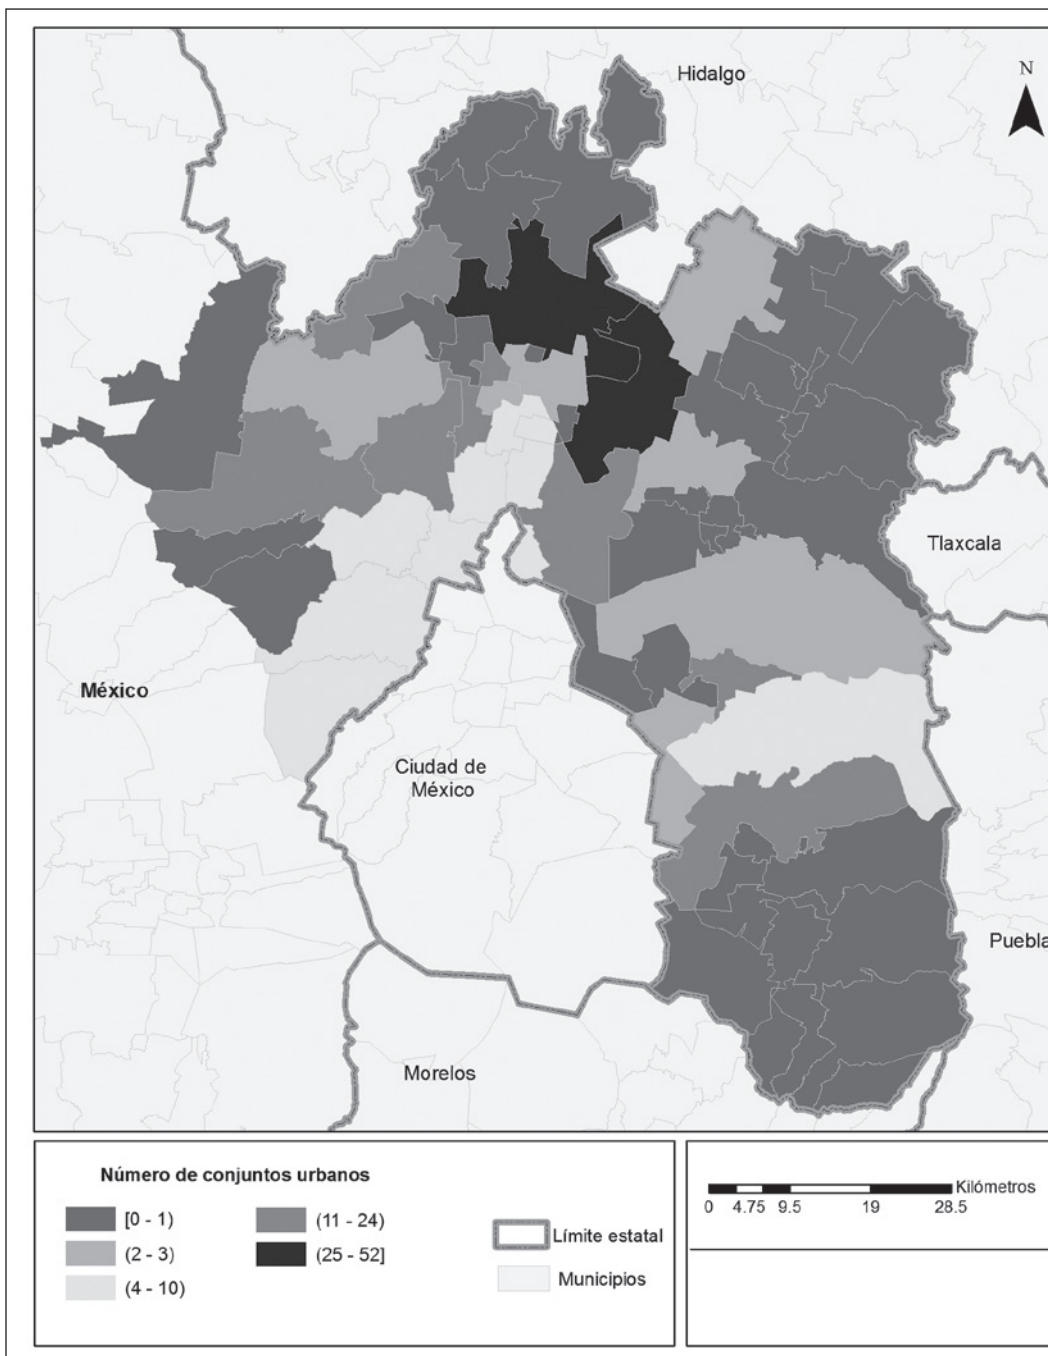 Hidalgo
N
Tlaxcala
México
Ciudad de
México
Puebla
Morelos
Número de conjuntos urbanos
[0 - 1)
(11 - 24)
(2 - 3)
(25 - 52]
(4 - 10)
Límite estatal
Municipios
Kilómetros
0 4.75 9.5 19 28.5